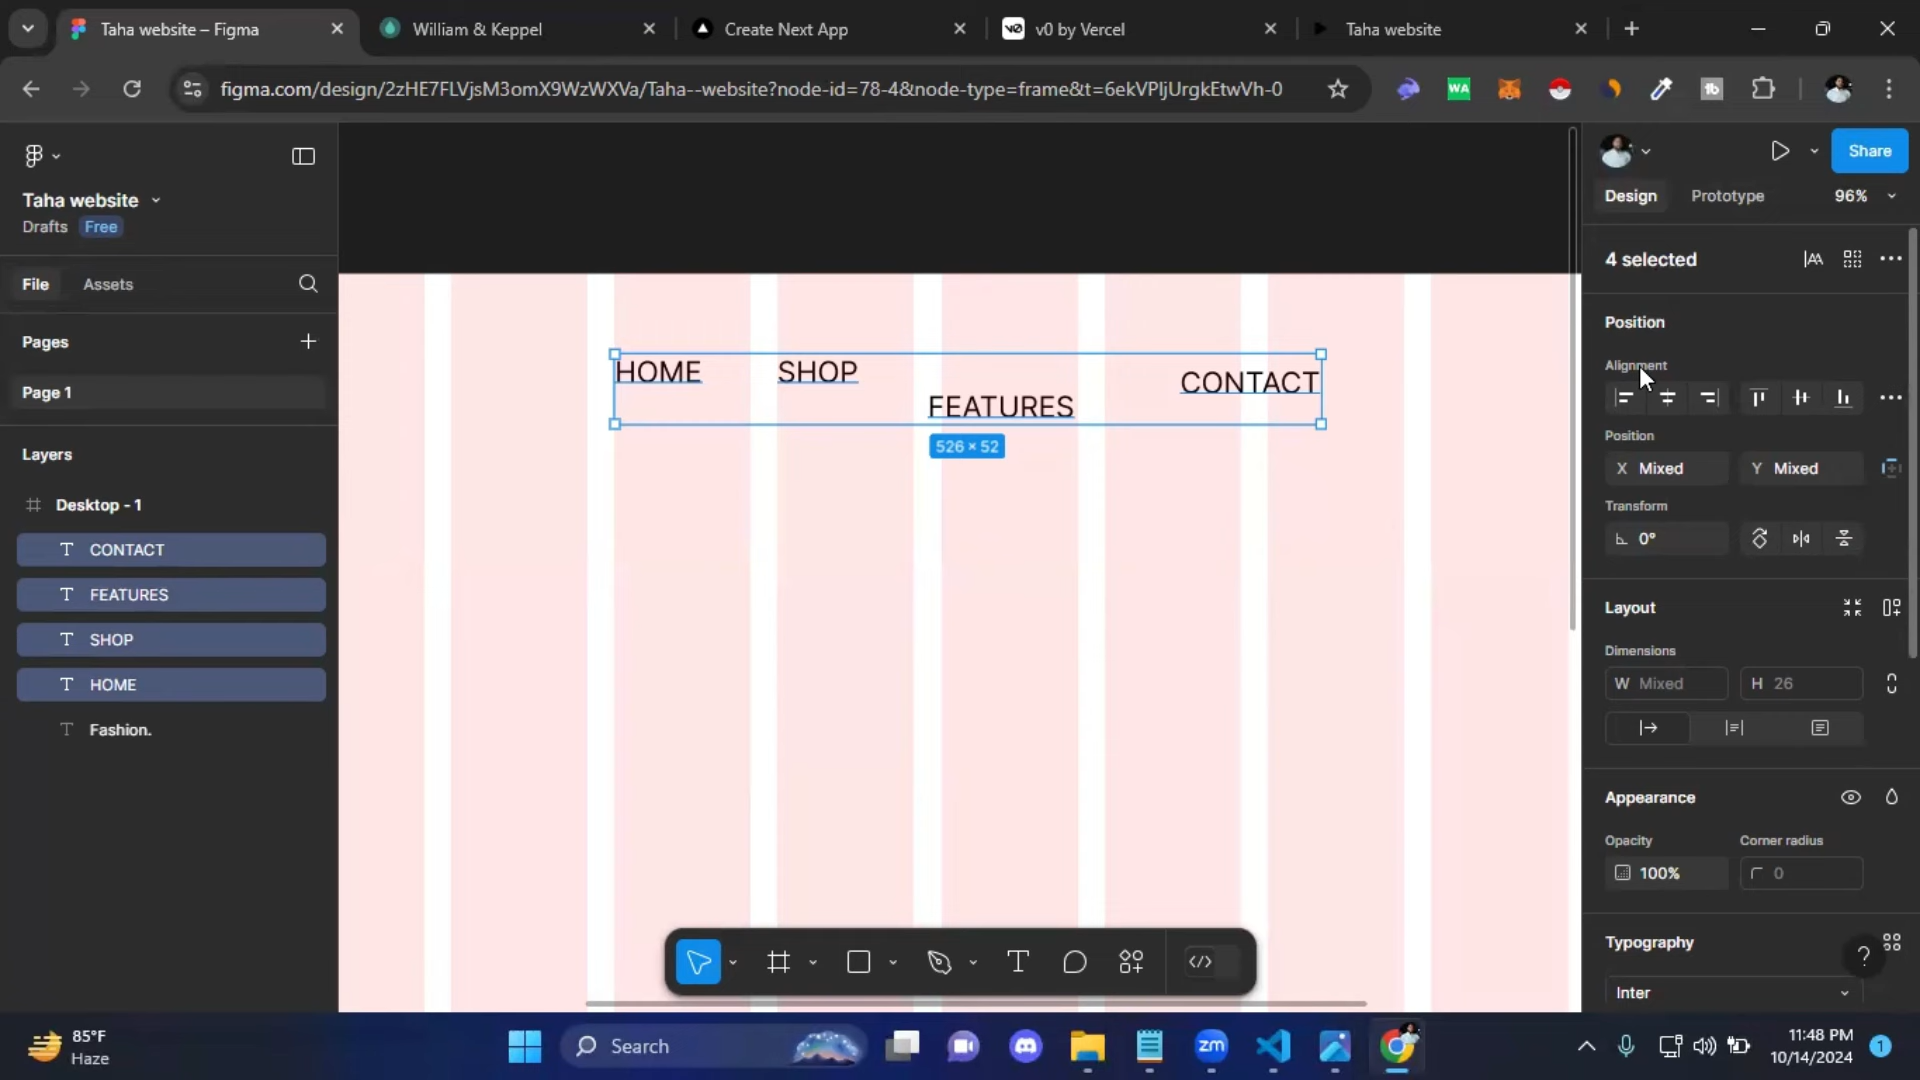 Taha website – Figma
William & Keppel
Create Next App
v0 by Vercel
Taha website
figma.com/design/2zHE7FLVjsM3omX9WzWXVa/Taha--website?node-id=78-4&node-type=frame&t=6ekVPljUrgkEtwVh-0
WA
Taha website
Drafts Free
Share
Design Prototype 96%
File Assets
4 selected
Pages
Page 1
Position
Alignment
HOME SHOP FEATURES CONTACT
526 × 52
Position
X Mixed Y Mixed
Layers
Transform
0°
Desktop - 1
CONTACT
FEATURES
SHOP
HOME
Fashion.
Layout
Dimensions
W Mixed H 26
Appearance
Opacity Corner radius
100% 0
Typography
?
Inter
85°F
Haze
Search
zm
11:48 PM
10/14/2024
1